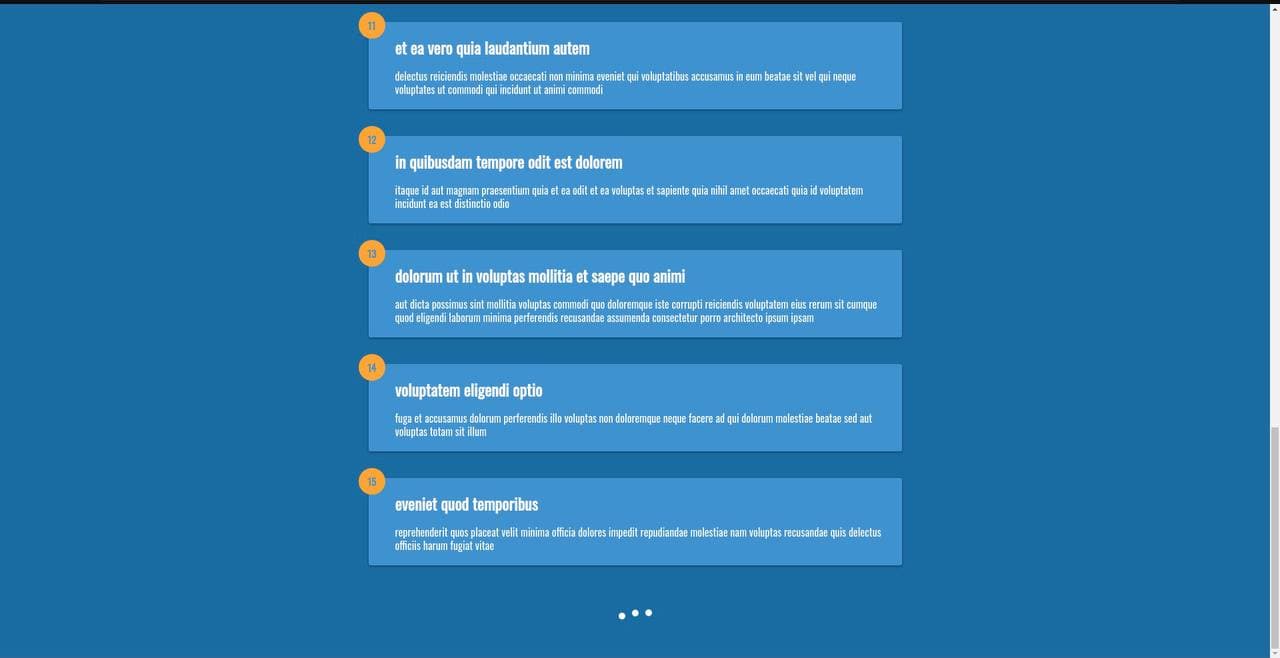 11
et ea vero quia laudantium autem
delectus reiciendis molestiae occaecati non minima eveniet qui voluptatibus accusamus in eum beatae sit vel qui neque
voluptates ut commodi qui incidunt ut animi commodi
12
in quibusdam tempore odit est dolorem
itaque id aut magnam praesentium quia et ea odit et ea voluptas et sapiente quia nihil amet occaecati quia id voluptatem
incidunt ea est distinctio odio
13
dolorum ut in voluptas mollitia et saepe quo animi
aut dicta possimus sint mollitia voluptas commodi quo doloremque iste corrupti reiciendis voluptatem eius rerum sit cumque
quod eligendi laborum minima perferendis recusandae assumenda consectetur porro architecto ipsum ipsam
14
voluptatem eligendi optio
fuga et accusamus dolorum perferendis illo voluptas non doloremque neque facere ad qui dolorum molestiae beatae sed aut
voluptas totam sit illum
15
eveniet quod temporibus
reprehenderit quos placeat velit minima officia dolores impedit repudiandae molestiae nam voluptas recusandae quis delectus
officiis harum fugiat vitae